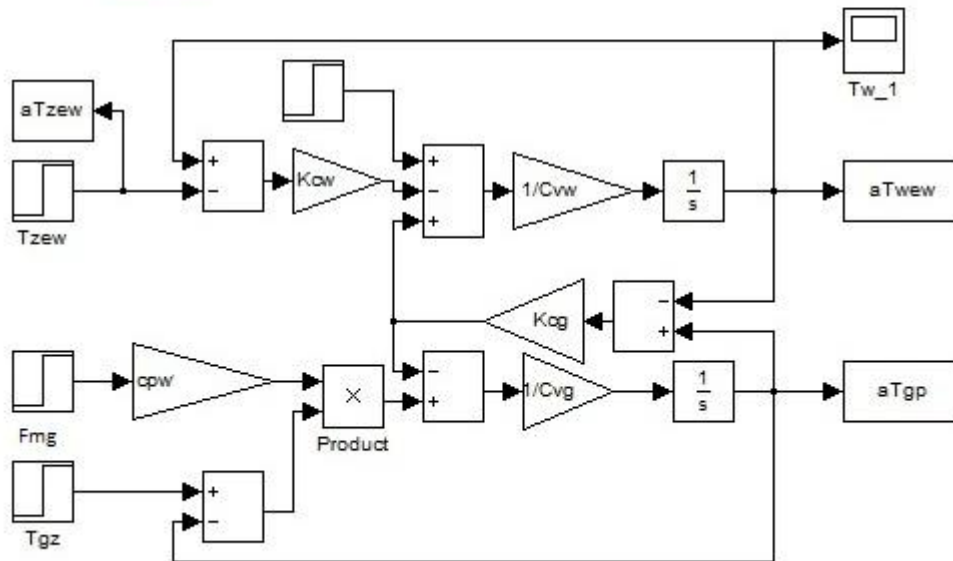 Tw_1
aTzew
+
−
Kcw
+
−
+
1/Cvw
1
s
aTwew
Tzew
−
+
Kcg
cpw
×
Product
−
+
1/Cvg
1
s
aTgp
Fmg
+
−
Tgz